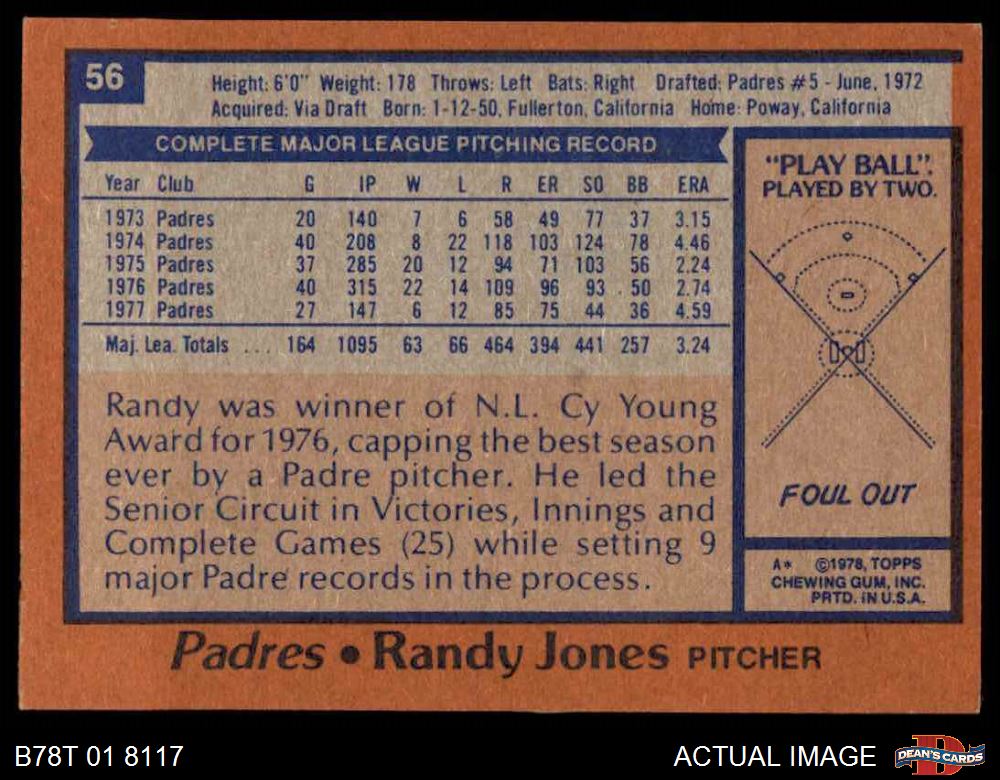 56
Height: 6'0" Weight: 178 Throws: Left Bats: Right Drafted: Padres #5 - June, 1972
Acquired: Via Draft Born: 1-12-50, Fullerton, California Home: Poway, California
COMPLETE MAJOR LEAGUE PITCHING RECORD
Year Club G IP W L R ER SO BB ERA
1973 Padres 20 140 7 6 58 49 77 37 3.15
1974 Padres 40 208 8 22 118 103 124 78 4.46
1975 Padres 37 285 20 12 94 71 103 56 2.24
1976 Padres 40 315 22 14 109 96 93 50 2.74
1977 Padres 27 147 6 12 85 75 44 36 4.59
Maj. Lea. Totals ... 164 1095 63 66 464 394 441 257 3.24
Randy was winner of N.L. Cy Young
Award for 1976, capping the best season
ever by a Padre pitcher. He led the
Senior Circuit in Victories, Innings and
Complete Games (25) while setting 9
major Padre records in the process.
"PLAY BALL".
PLAYED BY TWO.
FOUL OUT
A* ©1978, TOPPS
CHEWING GUM, INC.
PRTD. IN U.S.A.
Padres • Randy Jones PITCHER
B78T 01 8117
ACTUAL IMAGE
D
DEAN'S CARDS